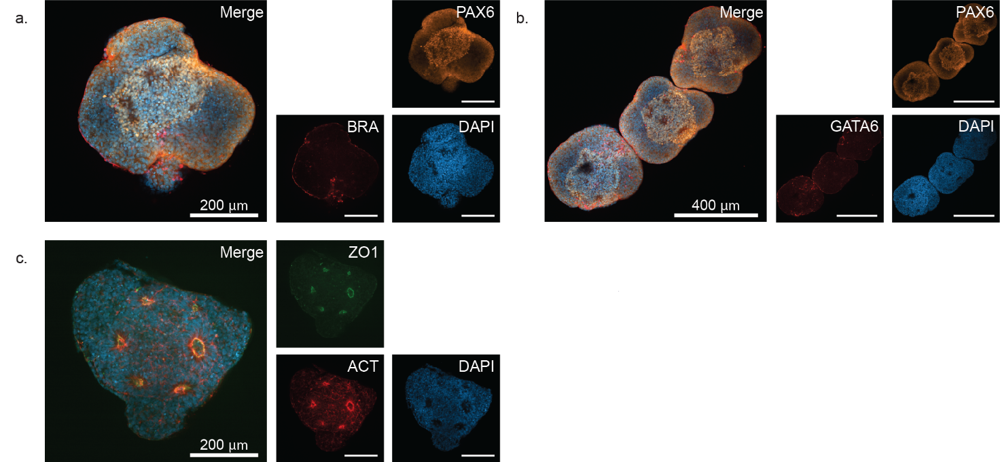 a.
Merge
PAX6
BRA
DAPI
200 µm
b.
Merge
PAX6
GATA6
DAPI
400 µm
c.
Merge
ZO1
ACT
DAPI
200 µm